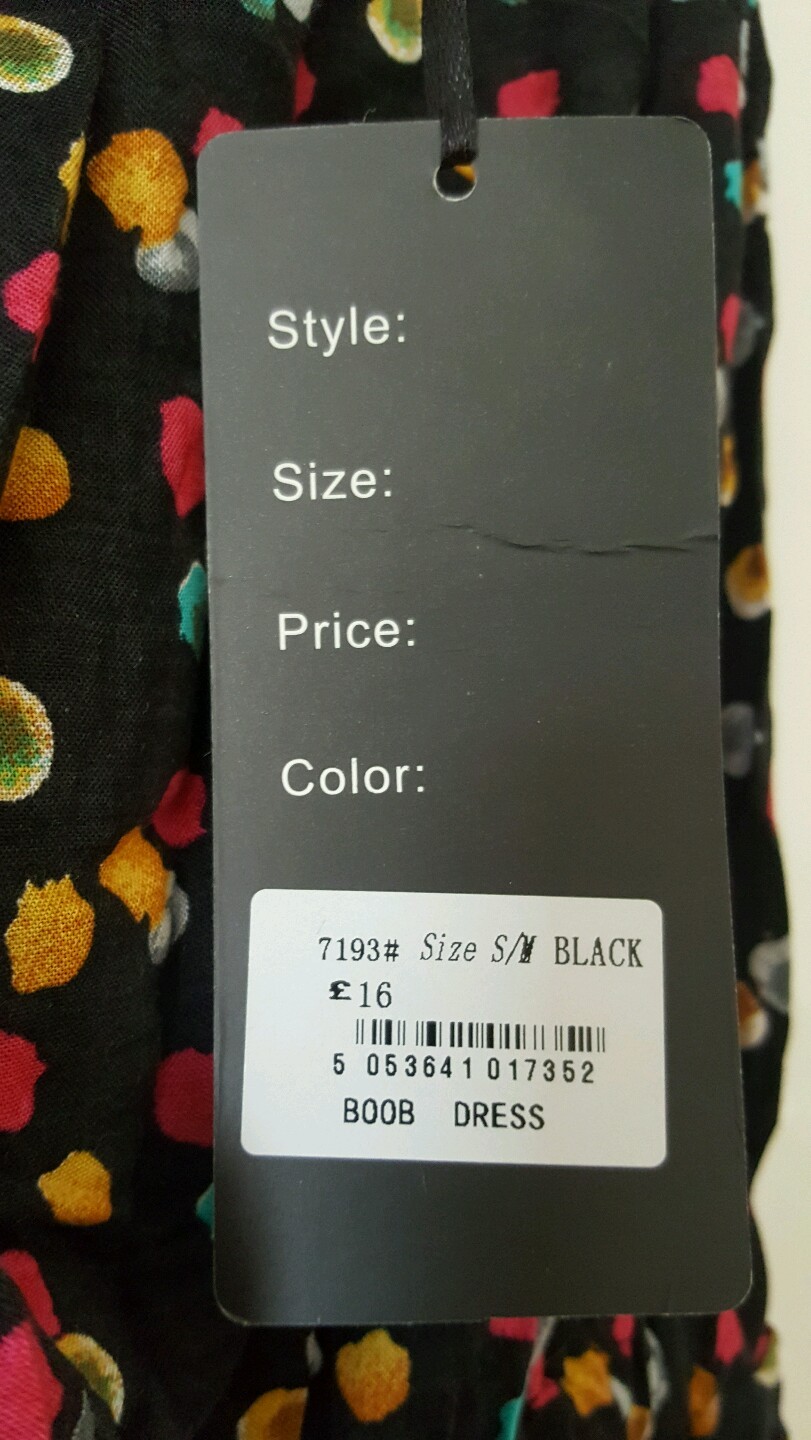 Style:
Size:
Price:
Color:
7193# Size S/M BLACK
£16
5 053641 017352
BOOB DRESS